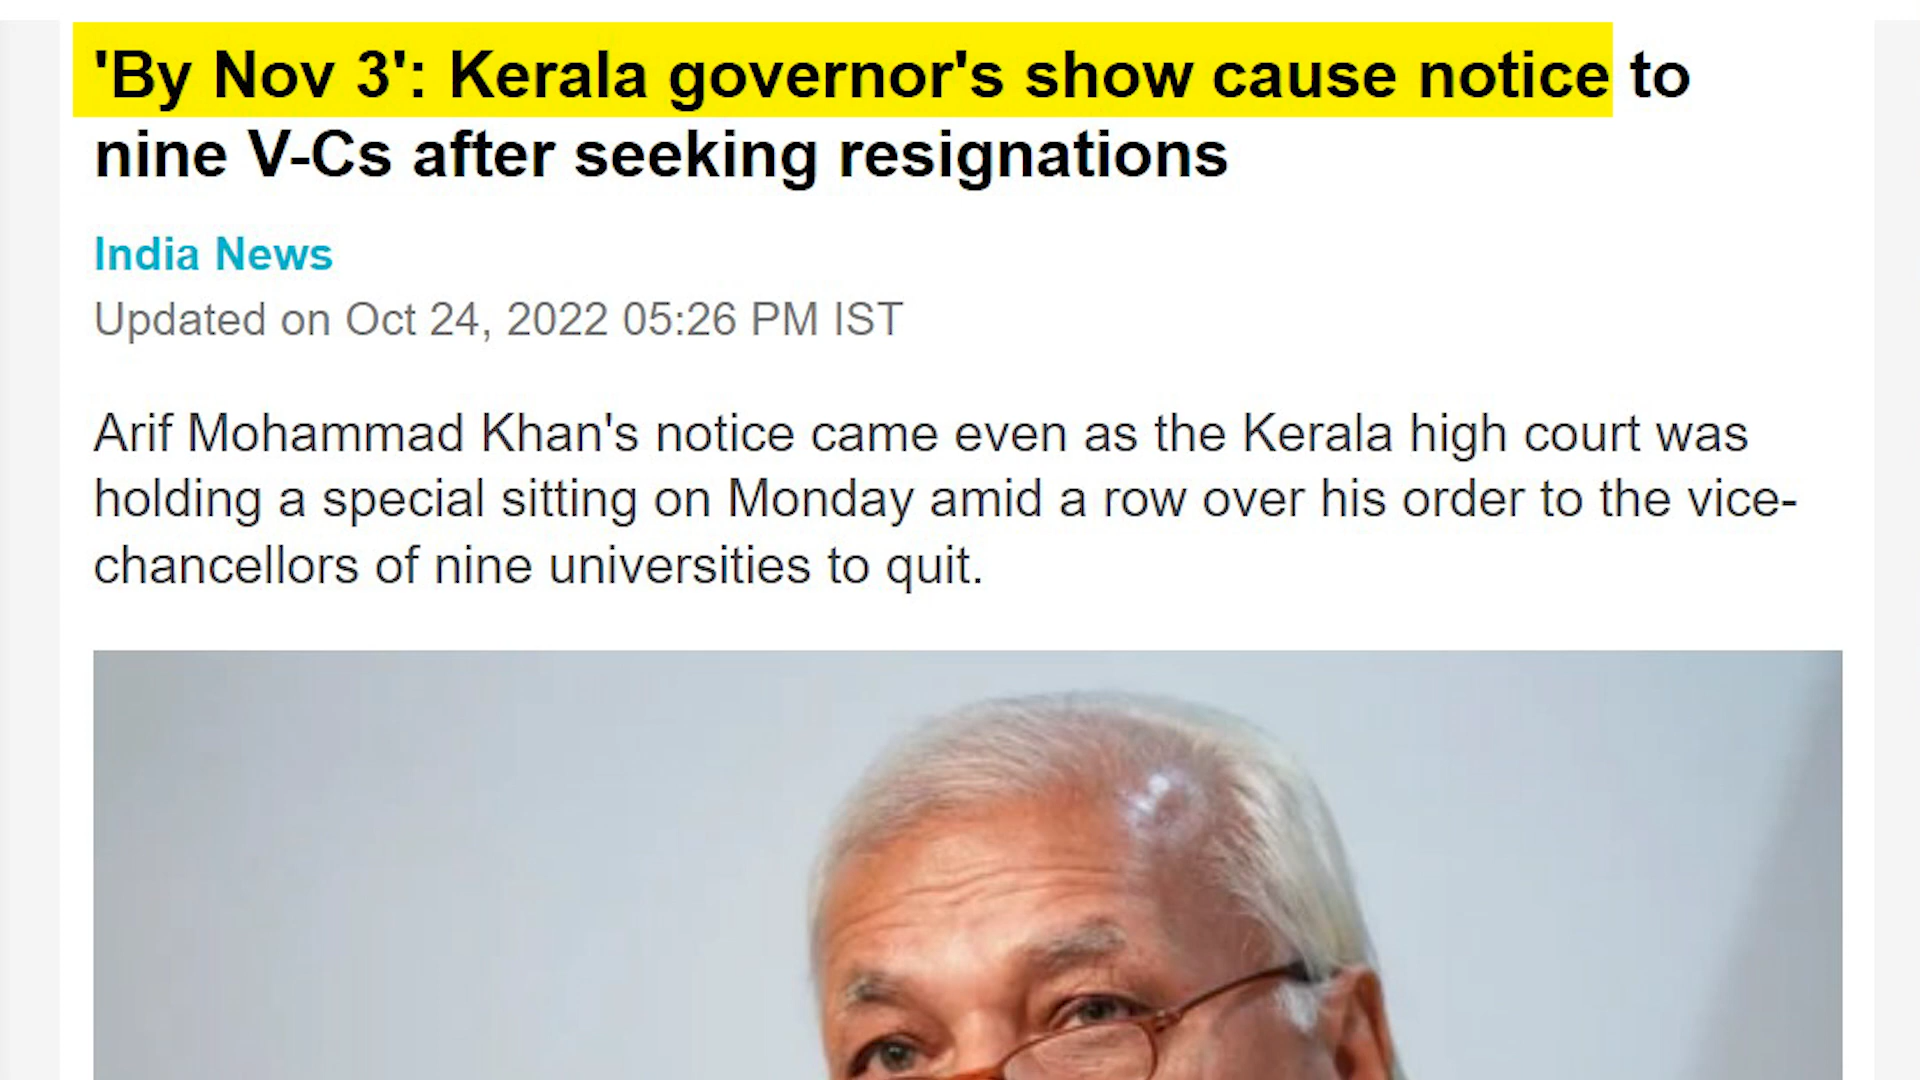 'By Nov 3': Kerala governor's show cause notice to
nine V-Cs after seeking resignations
India News
Updated on Oct 24, 2022 05:26 PM IST
Arif Mohammad Khan's notice came even as the Kerala high court was
holding a special sitting on Monday amid a row over his order to the vice-
chancellors of nine universities to quit.